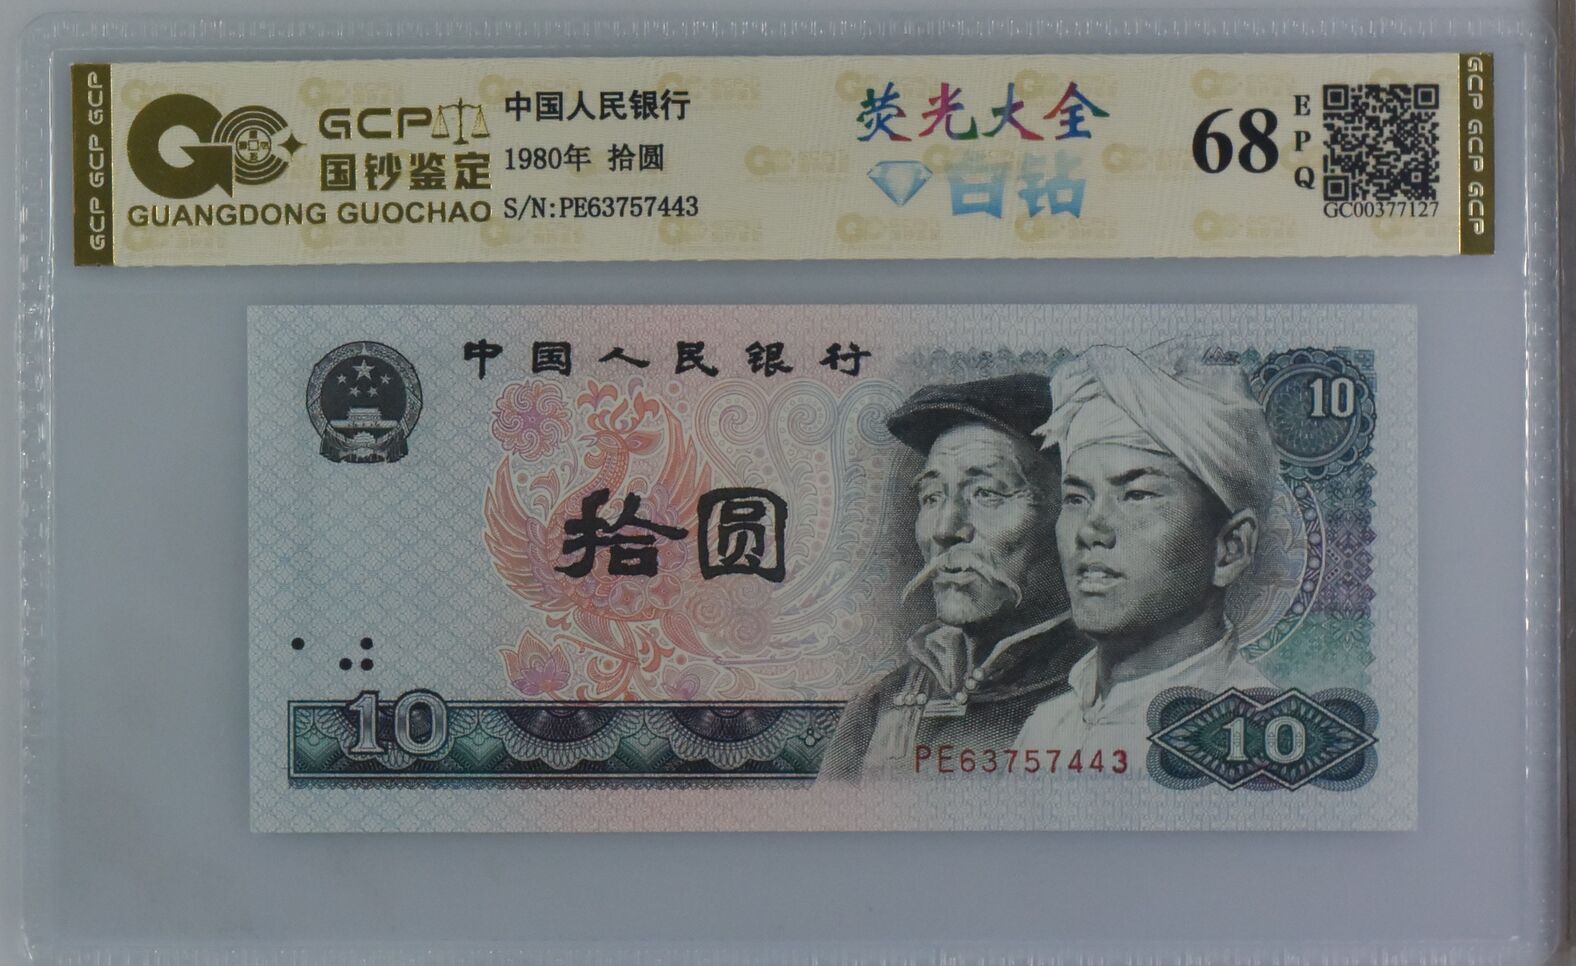 GCP GCP GCP
GCP
国钞鉴定
GUANGDONG GUOCHAO
中国人民银行
1980年 拾圆
S/N:PE63757443
荧光大全
白钻
68
EPQ
GC00377127
GCP GCP GCP
中国人民银行
10
拾圆
10
PE63757443
10